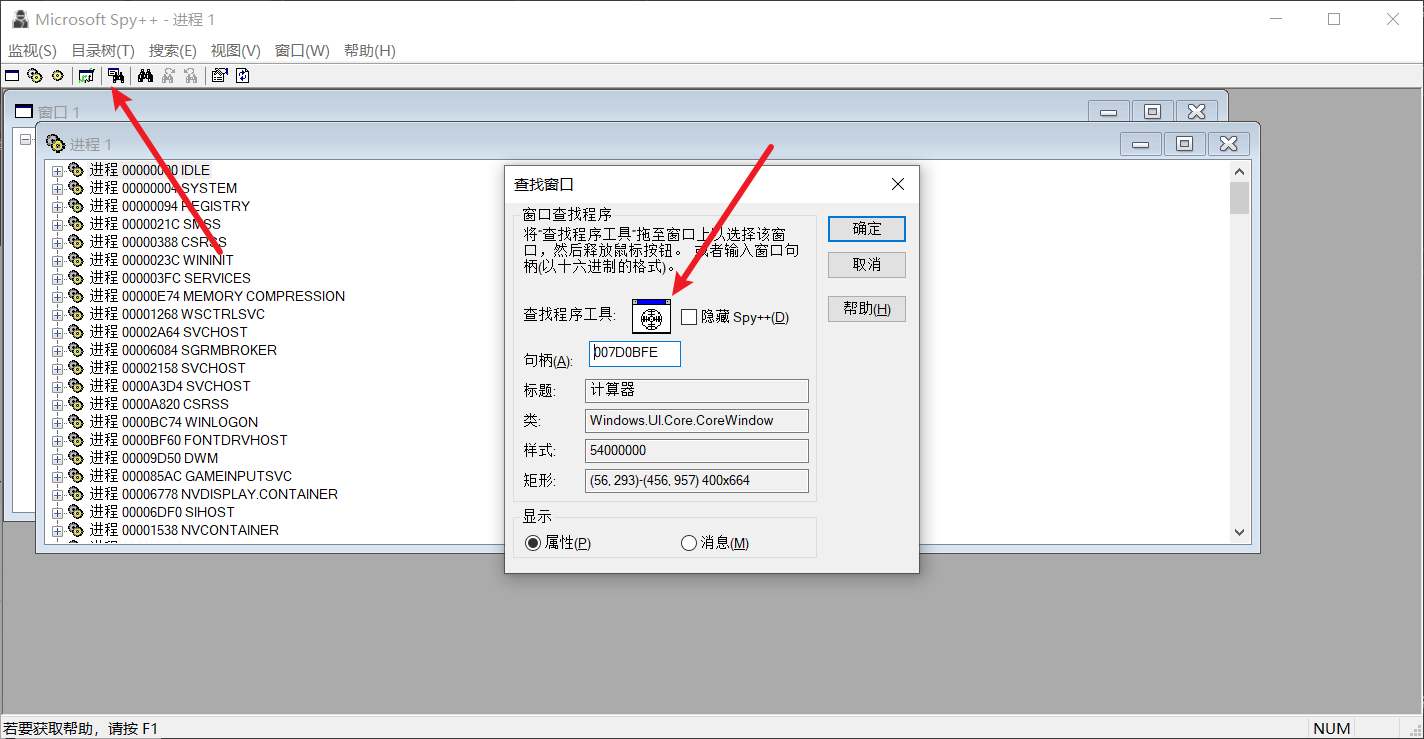 Microsoft Spy++ - 进程 1
监视(S) 目录树(T) 搜索(E) 视图(V) 窗口(W) 帮助(H)
窗口 1
进程 1
进程 00000000 IDLE
进程 00000004 SYSTEM
进程 00000094 REGISTRY
进程 0000021C SMSS
进程 00000388 CSRSS
进程 0000023C WININIT
进程 000003FC SERVICES
进程 00000E74 MEMORY COMPRESSION
进程 00001268 WSCTRLSVC
进程 00002A64 SVCHOST
进程 00006084 SGRMBROKER
进程 00002158 SVCHOST
进程 0000A3D4 SVCHOST
进程 0000A820 CSRSS
进程 0000BC74 WINLOGON
进程 0000BF60 FONTDRVHOST
进程 00009D50 DWM
进程 000085AC GAMEINPUTSVC
进程 00006778 NVDISPLAY.CONTAINER
进程 00006DF0 SIHOST
进程 00001538 NVCONTAINER
查找窗口
窗口查找程序
将"查找程序工具"拖至窗口上以选择该窗
口，然后释放鼠标按钮。 或者输入窗口句
柄(以十六进制的格式)。
查找程序工具:
隐藏 Spy++(D)
句柄(A): 007D0BFE
标题: 计算器
类: Windows.UI.Core.CoreWindow
样式: 54000000
矩形: (56, 293)-(456, 957) 400x664
显示
属性(P) 消息(M)
确定
取消
帮助(H)
若要获取帮助，请按 F1
NUM